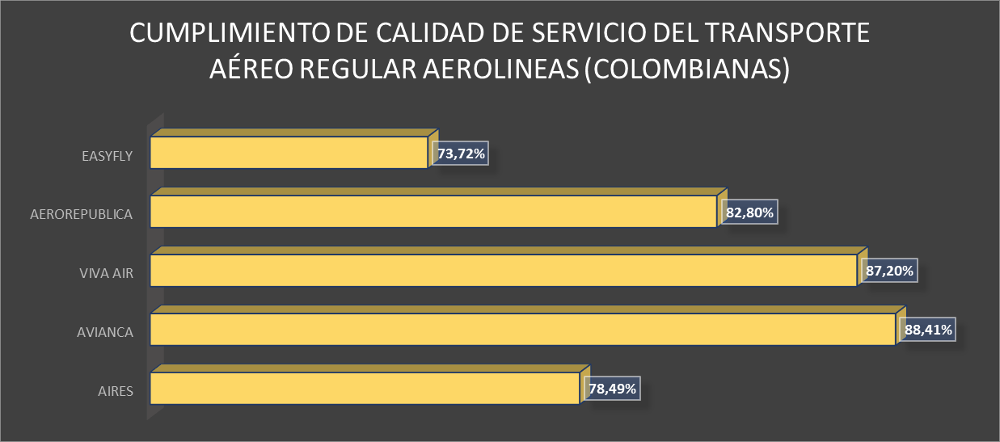 CUMPLIMIENTO DE CALIDAD DE SERVICIO DEL TRANSPORTE
AÉREO REGULAR AEROLINEAS (COLOMBIANAS)
EASYFLY 73,72%
AEROREPUBLICA 82,80%
VIVA AIR 87,20%
AVIANCA 88,41%
AIRES 78,49%